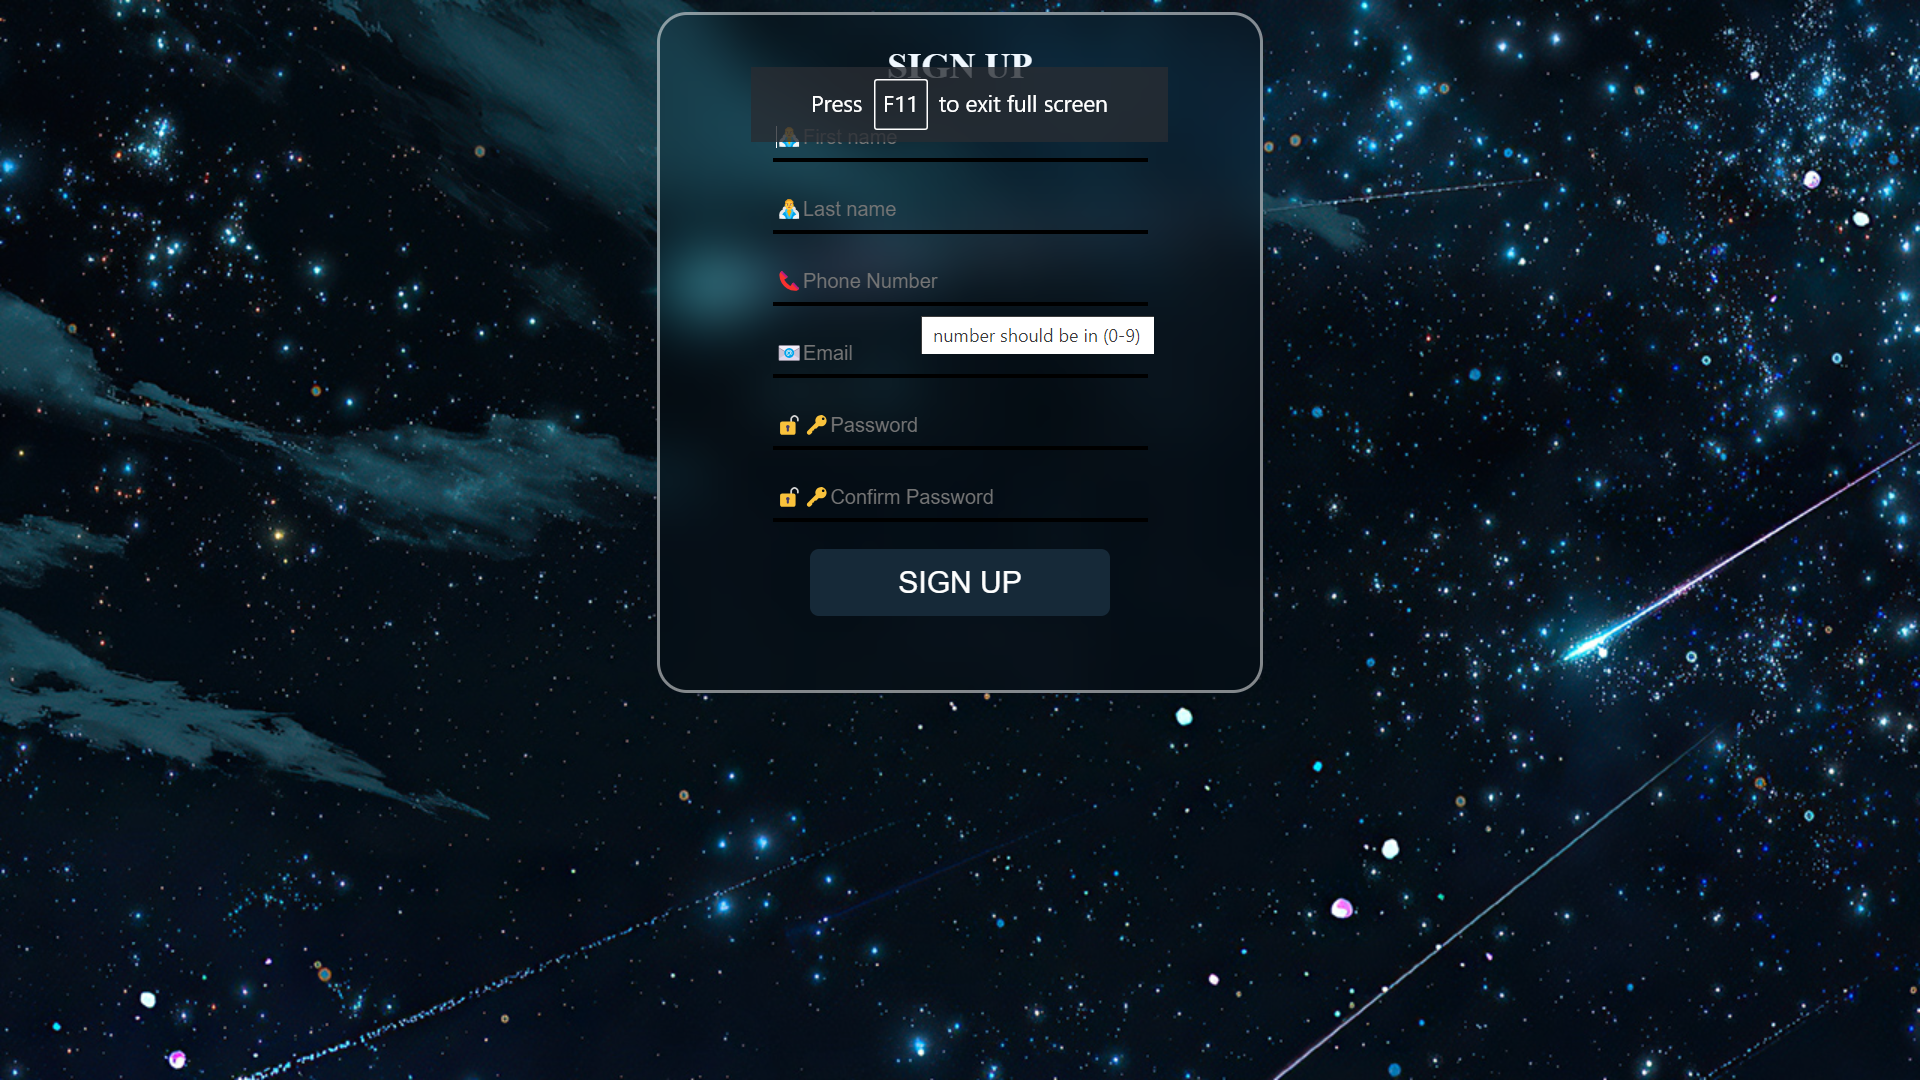 SIGN UP
Press F11 to exit full screen
First name
Last name
Phone Number
number should be in (0-9)
Email
Password
Confirm Password
SIGN UP